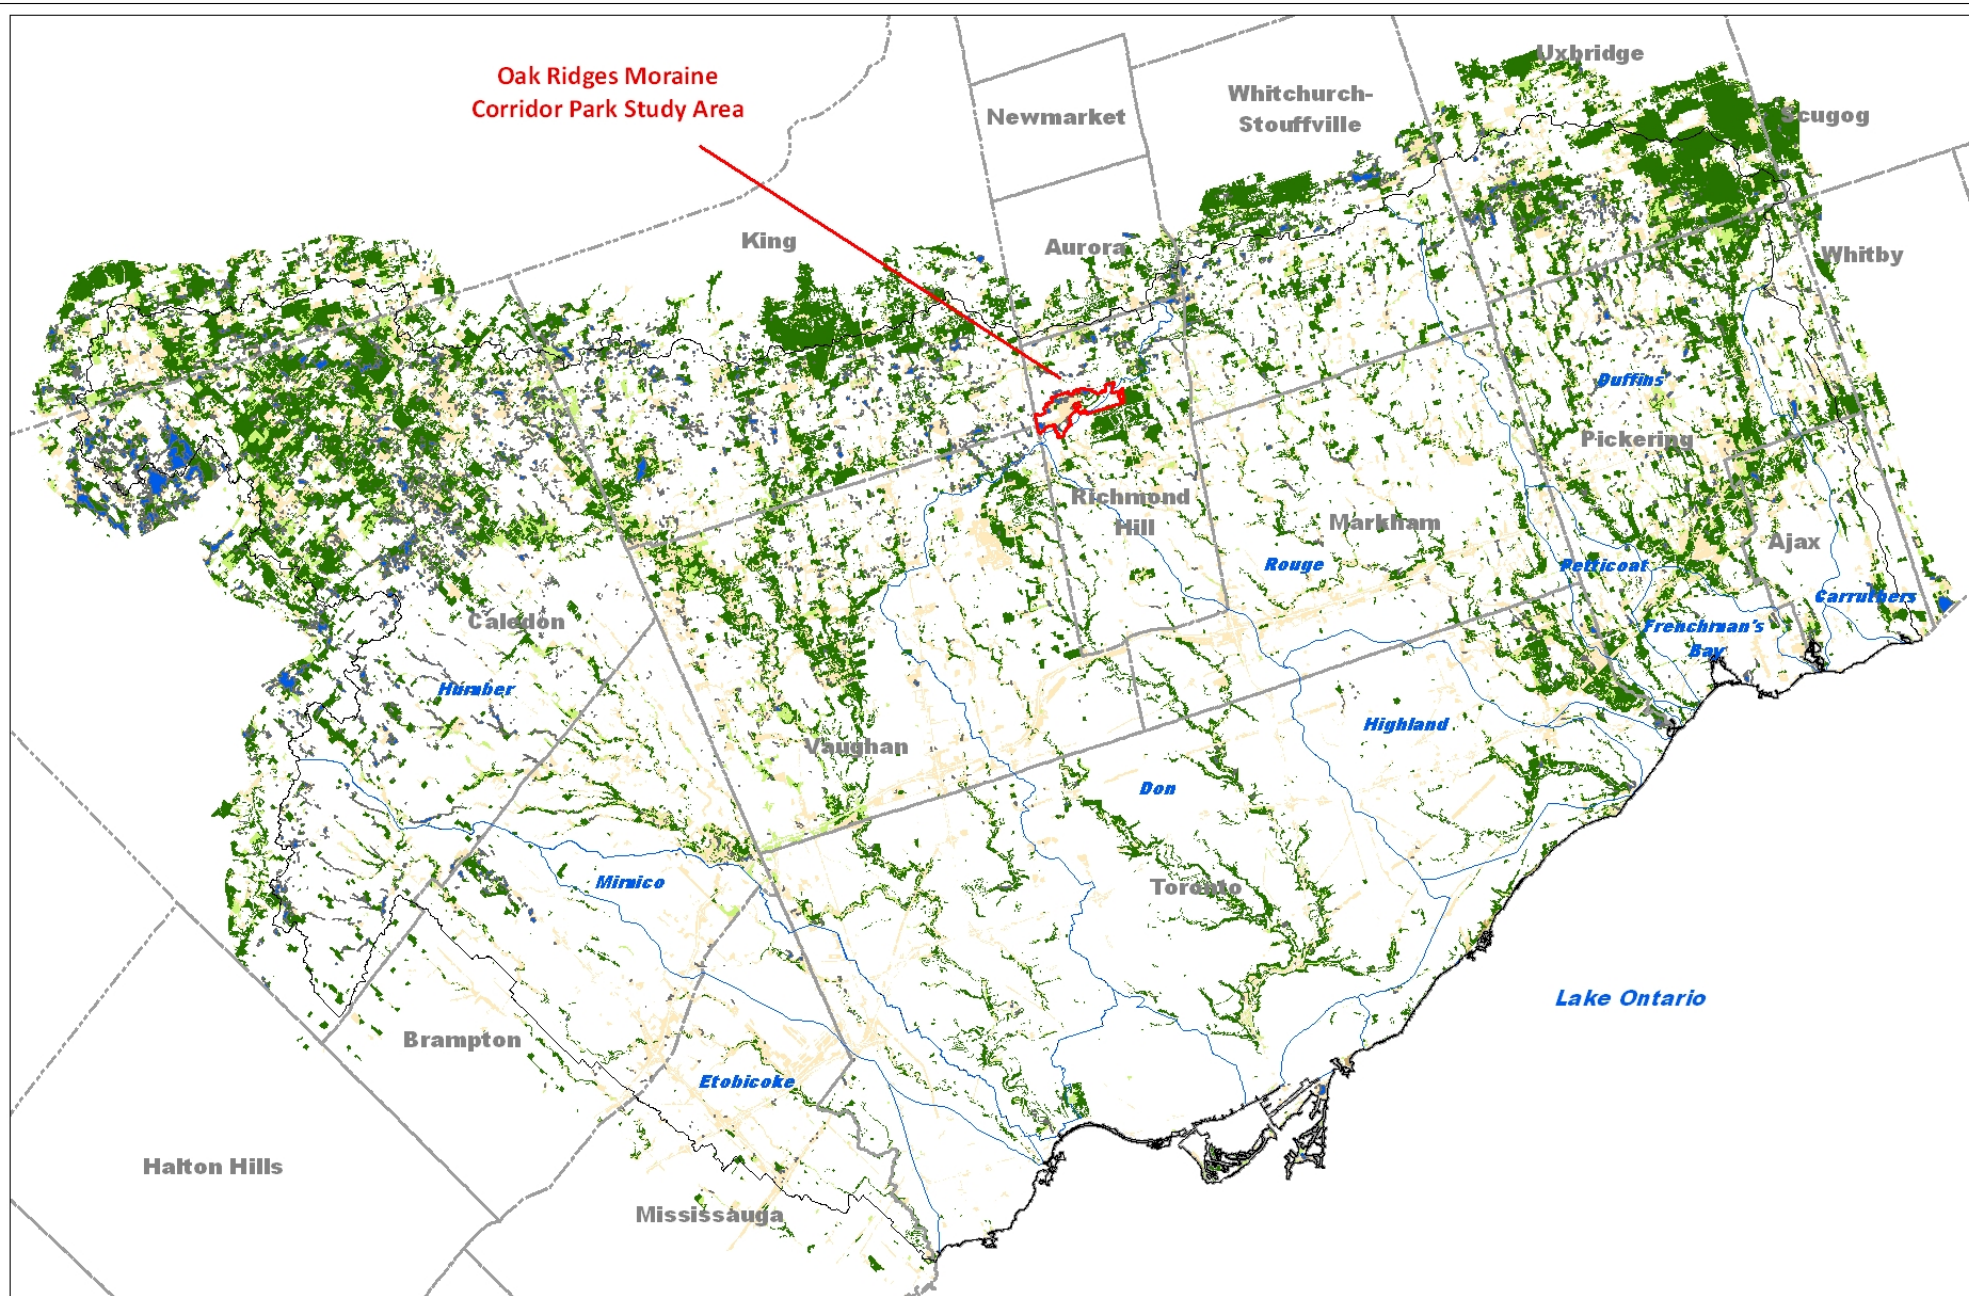 Uxbridge
Oak Ridges Moraine
Corridor Park Study Area
Newmarket
Whitchurch-
Stouffville
Scugog
King
Aurora
Whitby
Duffins
Pickering
Richmond
Hill
Markham
Ajax
Rouge
Petticoat
Carruthers
Caledon
Frenchman's
Bay
Humber
Highland
Vaughan
Don
Mimico
Toronto
Lake Ontario
Brampton
Etobicoke
Halton Hills
Mississauga